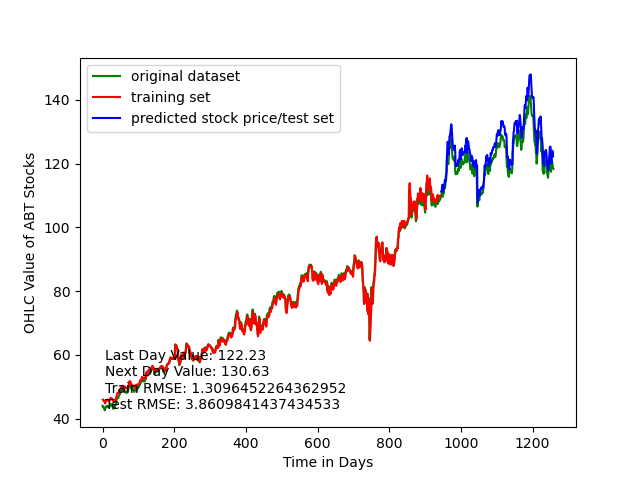 original dataset
training set
predicted stock price/test set
OHLC Value of ABT Stocks
140
120
100
80
60
40
Last Day Value: 122.23
Next Day Value: 130.63
Train RMSE: 1.3096452264362952
Test RMSE: 3.8609841437434533
0 200 400 600 800 1000 1200
Time in Days